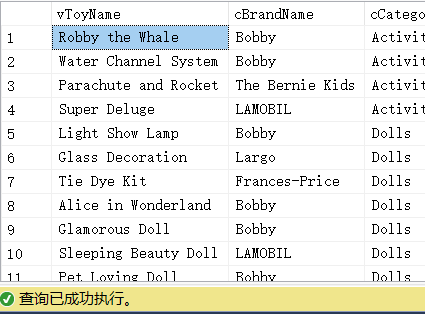 vToyName cBrandName cCatego
1 Robby the Whale Bobby Activit
2 Water Channel System Bobby Activit
3 Parachute and Rocket The Bernie Kids Activit
4 Super Deluge LAMOBIL Activit
5 Light Show Lamp Bobby Dolls
6 Glass Decoration Largo Dolls
7 Tie Dye Kit Frances-Price Dolls
8 Alice in Wonderland Bobby Dolls
9 Glamorous Doll Bobby Dolls
10 Sleeping Beauty Doll LAMOBIL Dolls
11 Pet Loving Doll Bobby Dolls
查询已成功执行。